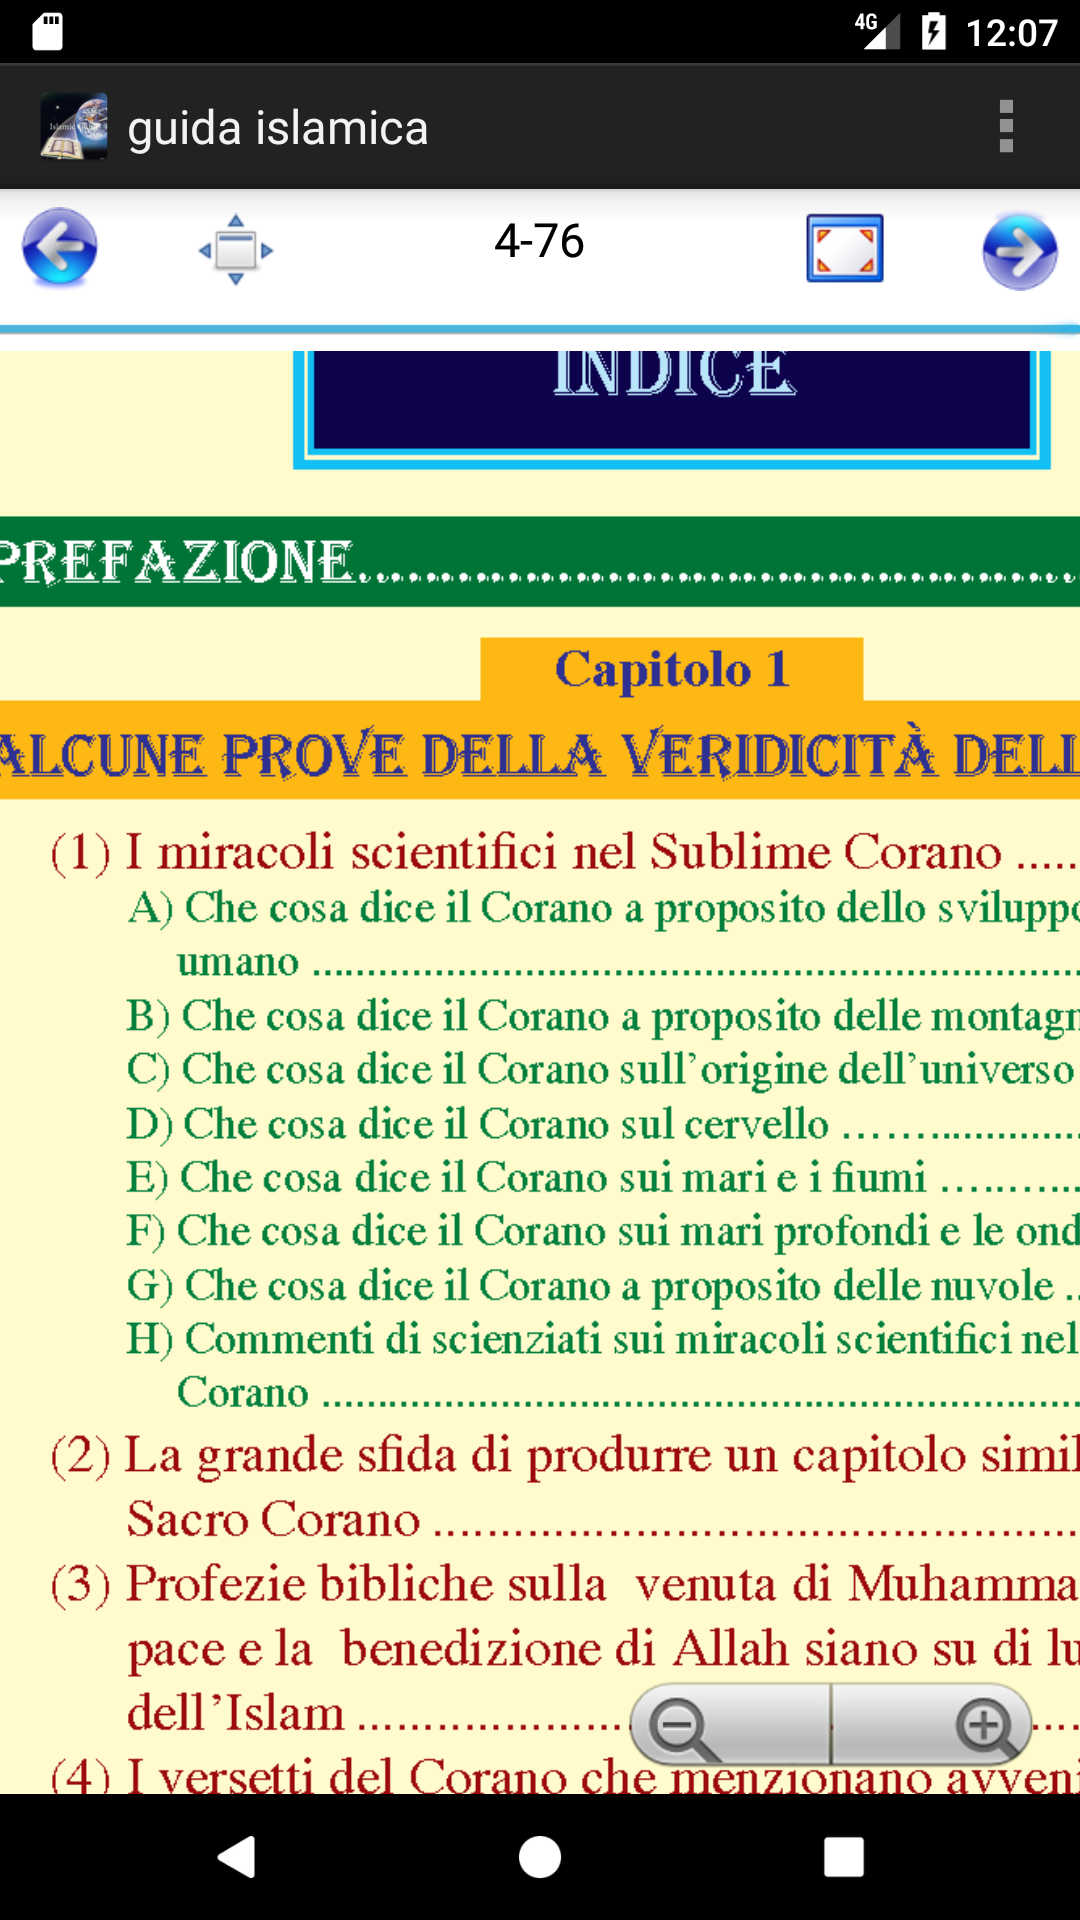 4G 12:07
guida islamica
4-76
INDICE
PREFAZIONE.................................................
Capitolo 1
ALCUNE PROVE DELLA VERIDICITÀ DELL
(1) I miracoli scientifici nel Sublime Corano .....
A) Che cosa dice il Corano a proposito dello sviluppo
umano ........................................................................
B) Che cosa dice il Corano a proposito delle montagn
C) Che cosa dice il Corano sull'origine dell'universo
D) Che cosa dice il Corano sul cervello ....................
E) Che cosa dice il Corano sui mari e i fiumi .............
F) Che cosa dice il Corano sui mari profondi e le ond
G) Che cosa dice il Corano a proposito delle nuvole ..
H) Commenti di scienziati sui miracoli scientifici nel
Corano .......................................................................
(2) La grande sfida di produrre un capitolo simil
Sacro Corano ..........................................
(3) Profezie bibliche sulla venuta di Muhamma
pace e la benedizione di Allah siano su di lu
dell'Islam ....................
(4) I versetti del Corano che menzionano avveni